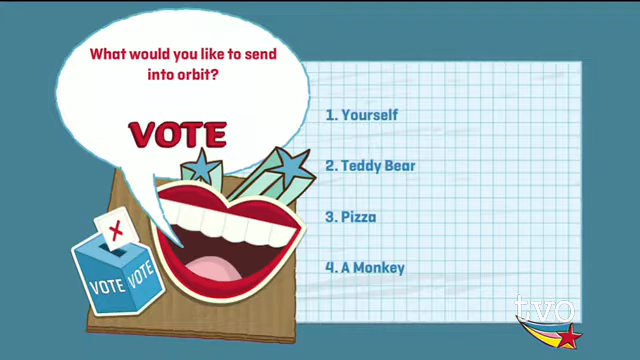 What would you like to send
into orbit?
VOTE
1. Yourself
2. Teddy Bear
3. Pizza
4. A Monkey
X
VOTE VOTE
tvo